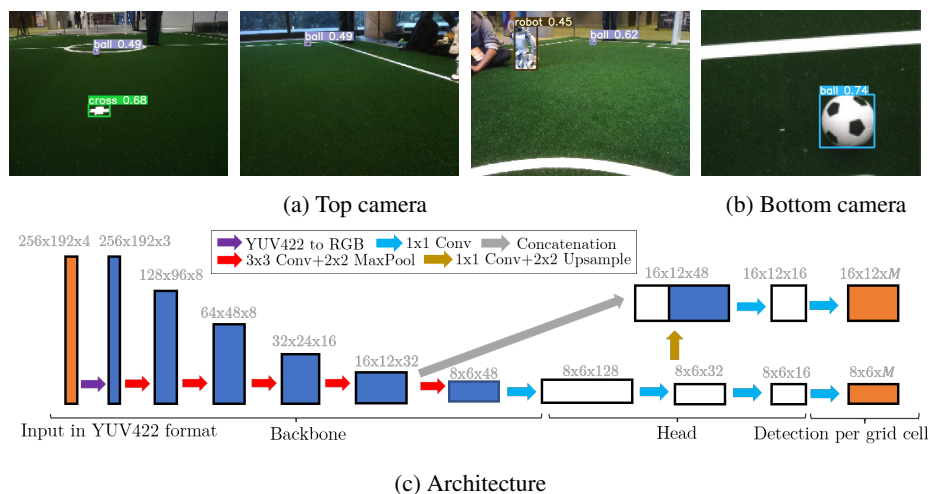 ball 0.49
cross 0.68
ball 0.49
robot 0.45
ball 0.62
ball 0.74
(a) Top camera
(b) Bottom camera
256x192x4
256x192x3
128x96x8
64x48x8
32x24x16
16x12x32
8x6x48
YUV422 to RGB
1x1 Conv
Concatenation
3x3 Conv+2x2 MaxPool
1x1 Conv+2x2 Upsample
16x12x48
16x12x16
16x12xM
8x6x128
8x6x32
8x6x16
8x6xM
Input in YUV422 format
Backbone
Head
Detection per grid cell
(c) Architecture